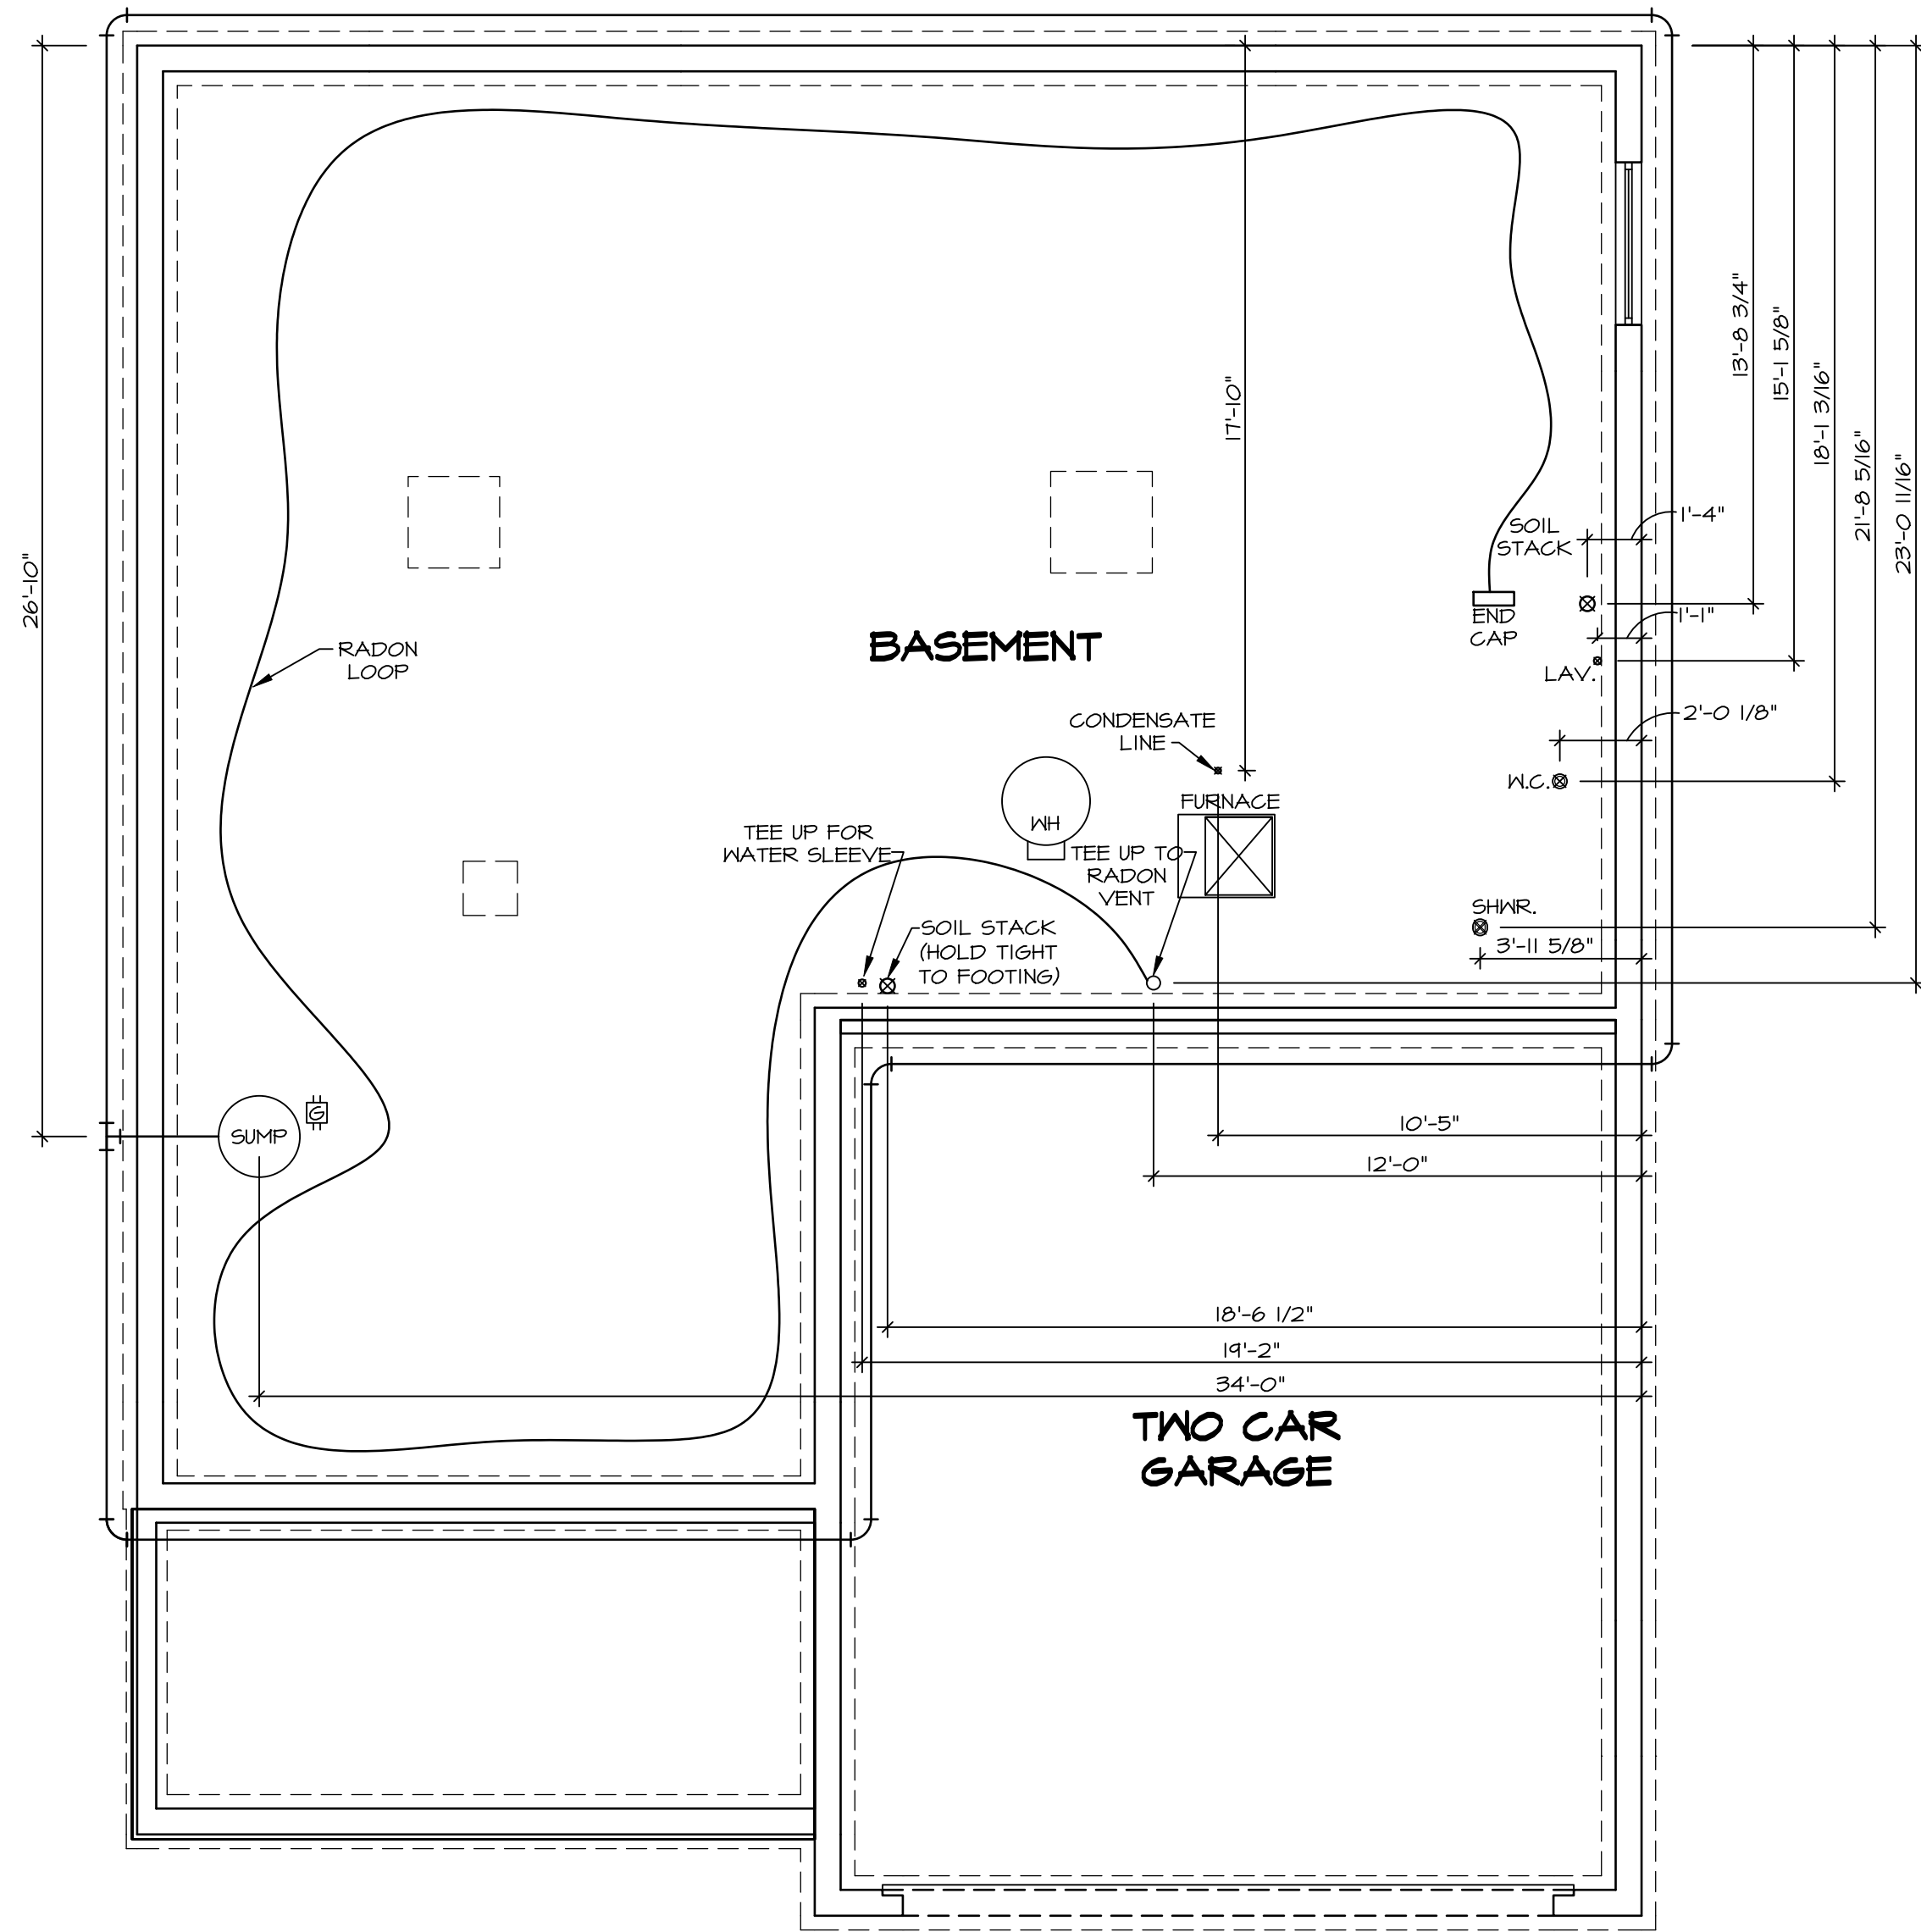 13'-8 3/4"
15'-1 5/8"
18'-1 3/16"
21'-8 5/16"
23'-0 11/16"
17'-10"
26'-10"
SOIL
STACK
1'-4"
END
CAP
1'-1"
RADON
LOOP
BASEMENT
LAV.
2'-0 1/8"
CONDENSATE
LINE
W.C.
FURNACE
WH
TEE UP FOR
WATER SLEEVE
TEE UP TO
RADON
VENT
SHWR.
3'-11 5/8"
SOIL STACK
(HOLD TIGHT
TO FOOTING)
G
SUMP
10'-5"
12'-0"
18'-6 1/2"
19'-2"
34'-0"
TWO CAR
GARAGE